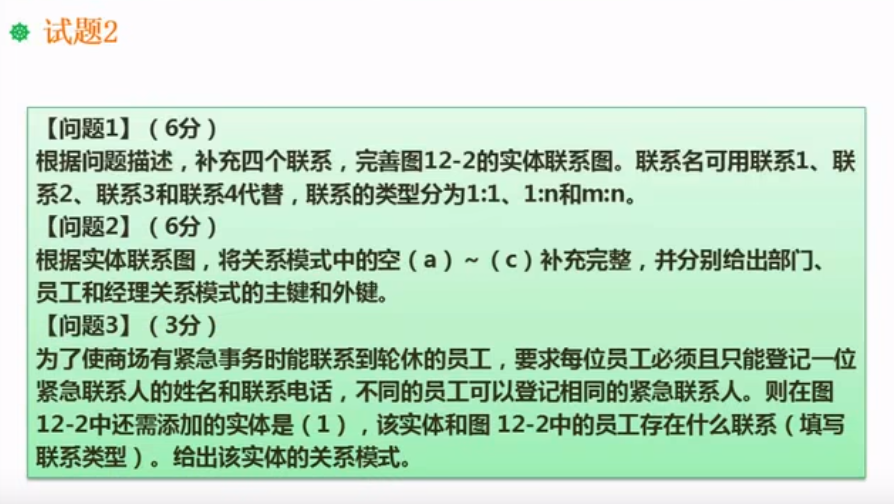 试题2
【问题1】（6分）
根据问题描述，补充四个联系，完善图12-2的实体联系图。联系名可用联系1、联
系2、联系3和联系4代替，联系的类型分为1:1、1:n和m:n。
【问题2】（6分）
根据实体联系图，将关系模式中的空（a）~（c）补充完整，并分别给出部门、
员工和经理关系模式的主键和外键。
【问题3】（3分）
为了使商场有紧急事务时能联系到轮休的员工，要求每位员工必须且只能登记一位
紧急联系人的姓名和联系电话，不同的员工可以登记相同的紧急联系人。则在图
12-2中还需添加的实体是（1），该实体和图 12-2中的员工存在什么联系（填写
联系类型）。给出该实体的关系模式。